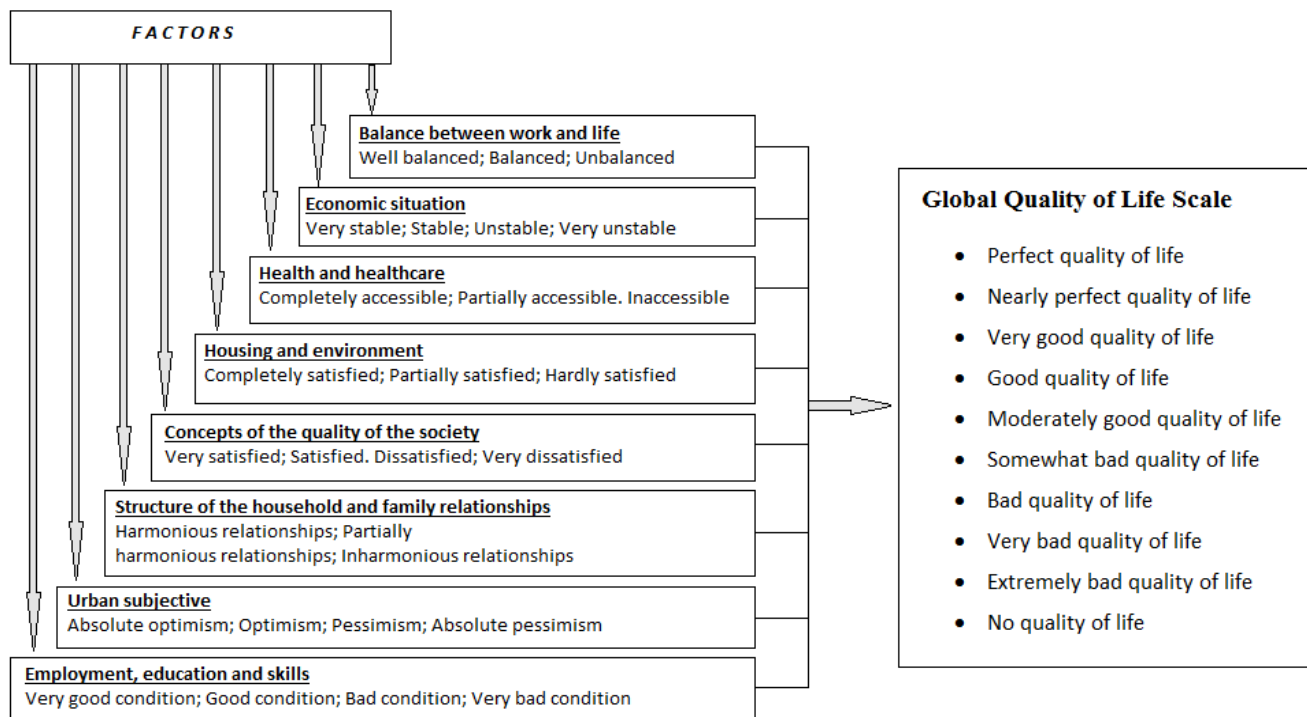 FACTORS
Balance between work and life
Well balanced; Balanced; Unbalanced
Economic situation
Very stable; Stable; Unstable; Very unstable
Health and healthcare
Completely accessible; Partially accessible. Inaccessible
Housing and environment
Completely satisfied; Partially satisfied; Hardly satisfied
Concepts of the quality of the society
Very satisfied; Satisfied. Dissatisfied; Very dissatisfied
Structure of the household and family relationships
Harmonious relationships; Partially
harmonious relationships; Inharmonious relationships
Urban subjective
Absolute optimism; Optimism; Pessimism; Absolute pessimism
Employment, education and skills
Very good condition; Good condition; Bad condition; Very bad condition
Global Quality of Life Scale
• Perfect quality of life
• Nearly perfect quality of life
• Very good quality of life
• Good quality of life
• Moderately good quality of life
• Somewhat bad quality of life
• Bad quality of life
• Very bad quality of life
• Extremely bad quality of life
• No quality of life